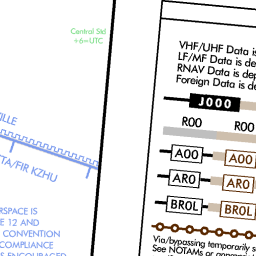 Central Std
+6=UTC
VHF/UHF Data is
LF/MF Data is de
RNAV Data is dep
Foreign Data is de
J000
R00
R00
A00
A00
AR0
AR0
BR0L
BR0L
Via/bypassing temporarily s
See NOTAMs or
ILLE
TA/FIR KZHU
RSPACE IS
E 12 AND
CONVENTION
COMPLIANCE
ENCOURAGED